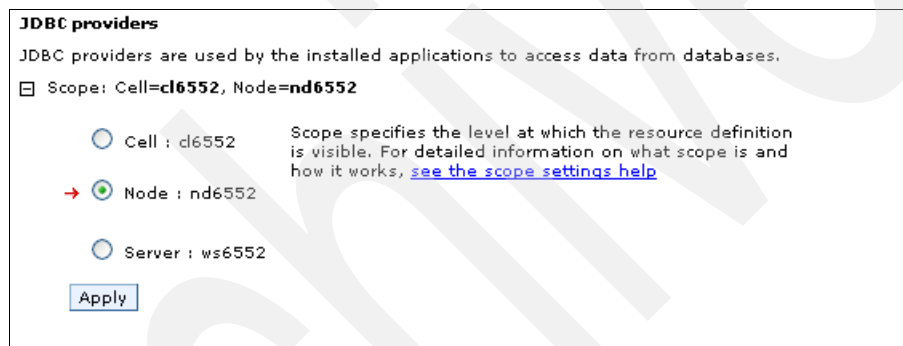 JDBC providers
JDBC providers are used by the installed applications to access data from databases.
Scope: Cell=cl6552, Node=nd6552
Cell : cl6552
Scope specifies the level at which the resource definition
is visible. For detailed information on what scope is and
how it works, see the scope settings help
Node : nd6552
Server : ws6552
Apply